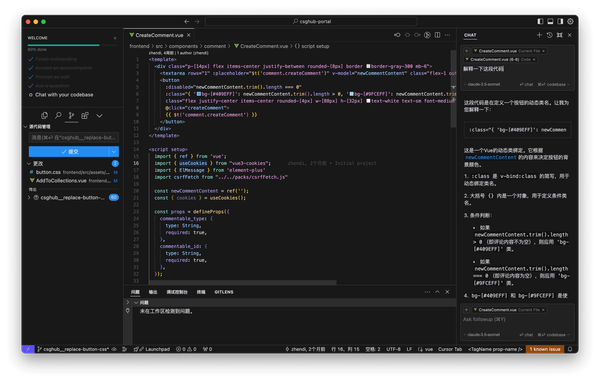 csghub-portal
WELCOME
89% done
Chat with your codebase
源代码管理
提交
更改
button.css frontend/src/assets/... M
AddToCollections.vue frontend... M
csghub__replace-button-...
CreateComment.vue
frontend > src > components > comment > CreateComment.vue > {} script setup
zhendi, 4周前 | 1 author (zhendi)
<template>
<div class="p-[14px] flex items-center justify-between rounded-[8px] border border-gray-300 mb-6">
<textarea rows="1" :placeholder="$t('comment.createComment')" v-model="newCommentContent" class="flex-1 out
<button
:disabled="newCommentContent.trim().length === 0"
:class="{ 'bg-[#409EFF]': newCommentContent.trim().length > 0, 'bg-[#9FCEFF]': newCommentContent.
class="flex justify-center items-center rounded-[4px] w-[88px] h-[32px] text-white text-sm font-medium
@click="createComment">
{{ $t('comment.createComment') }}
</button>
</div>
</template>
<script setup>
import { ref } from 'vue';
import { useCookies } from "vue3-cookies"; zhendi, 2个月前 • Initial project
import { ElMessage } from 'element-plus'
import csrfFetch from "../../packs/csrfFetch.js"
const newCommentContent = ref('');
const { cookies } = useCookies();
const props = defineProps({
commentable_type: {
type: String,
required: true,
},
commentable_id: {
type: String,
required: true,
},
});
问题 输出 调试控制台 终端 GITLENS
问题
未在工作区检测到问题。
CHAT
CreateComment.vue Current File
CreateComment.vue (6-6) Code
解释一下这段代码
claude-3.5-sonnet chat codebase
这段代码是在定义一个按钮的动态类名。让我为您解释一下:
:class="{ 'bg-[#409EFF]': newCommen
这是一个Vue的动态类绑定。它根据 newCommentContent 的内容来决定按钮的背景颜色。
1. :class 是 v-bind:class 的简写，用于动态绑定类名。
2. 大括号 {} 内是一个对象，用于定义条件类名。
3. 条件判断：
• 如果 newCommentContent.trim().length > 0 (即评论内容不为空)，则应用 'bg-[#409EFF]' 类。
• 如果 newCommentContent.trim().length === 0 (即评论内容为空)，则应用 'bg-[#9FCEFF]' 类。
4. bg-[#409EFF] 和 bg-[#9FCEFF] 是使
CreateComment.vue Current File
Ask followup (⌘Y)
claude-3.5-sonnet chat codebase
csghub__replace-button-css* Launchpad 0 0 0 zhendi, 2个月前 行 16，列 15 空格: 2 UTF-8 LF vue Cursor Tab <TagName prop-name /> 1 known issue